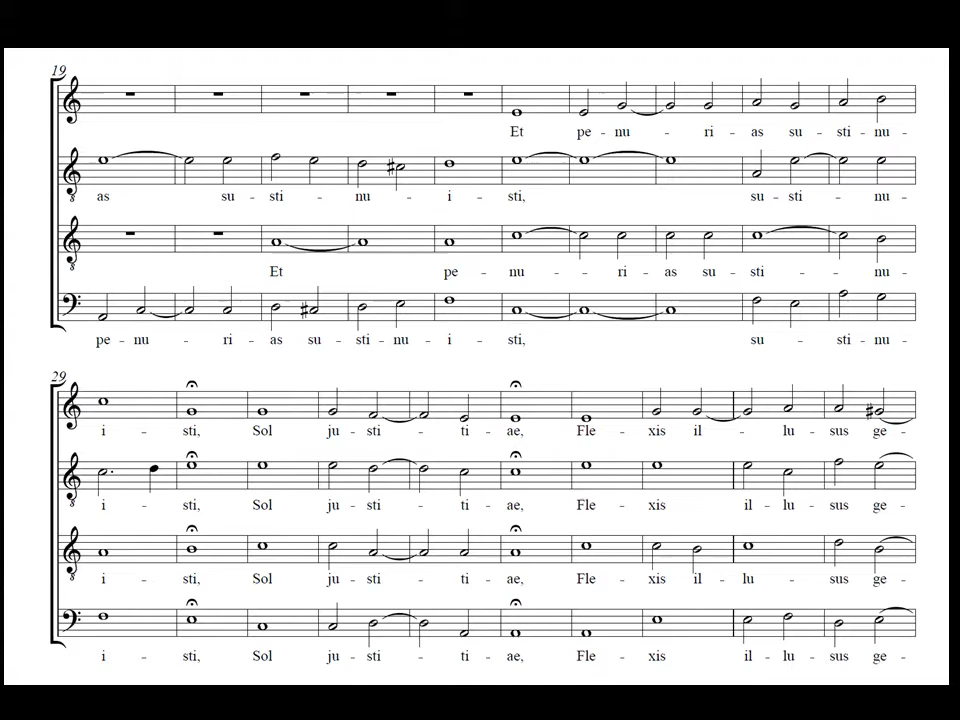 19
Et pe - nu - ri - as su - sti - nu -
as su - sti - nu - i - sti, su - sti - nu -
Et pe - nu - ri - as su - sti - nu -
pe - nu - ri - as su - sti - nu - i - sti, su - sti - nu -
29
i - sti, Sol ju - sti - ti - ae, Fle - xis il - lu - sus ge -
i - sti, Sol ju - sti - ti - ae, Fle - xis il - lu - sus ge -
i - sti, Sol ju - sti - ti - ae, Fle - xis il - lu - sus ge -
i - sti, Sol ju - sti - ti - ae, Fle - xis il - lu - sus ge -